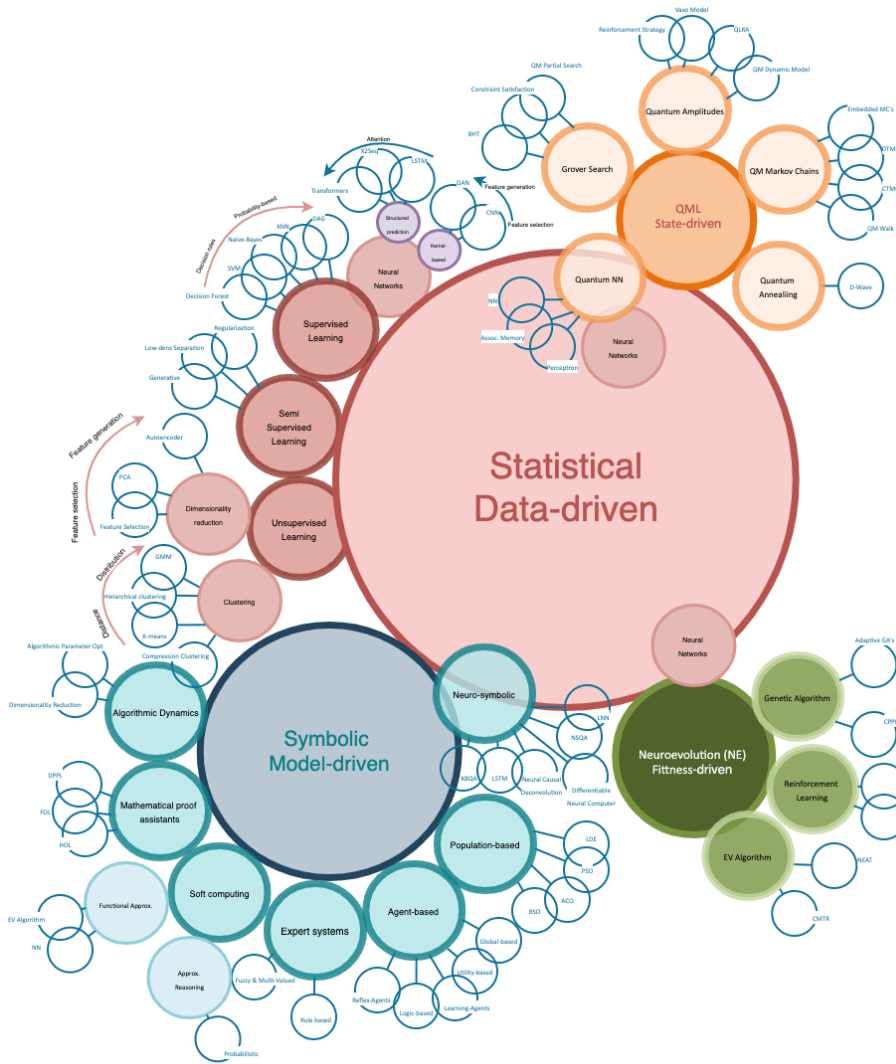 Vaxo Model
Reinforcement Strategy
QLRA
QM Partial Search
QM Dynamic Model
Constraint Satisfaction
Quantum Amplitudes
Embedded MC's
BHT
Grover Search
QM Markov Chains
CTMC
QM Walk
QML
State-driven
Quantum NN
Quantum
Annealiing
D-Wave
NN
Assoc. Memory
Perceptron
Neural
Networks
Attention
X2Seq
LSTM
Transformers
GAN
Feature generation
CNN
Feature selection
Structured
prediction
Kernal-
based
Probability-based
Decision rules
DAG
KNN
Naive-Bayes
SVM
Decision Forest
Neural
Networks
Supervised
Learning
Regularization
Low-dens Separation
Generative
Semi
Supervised
Learning
Statistical
Data-driven
Feature generation
Feature selection
Autoencoder
PCA
Feature Selection
Dimensionality
reduction
Unsupervised
Learning
Distribution
Distance
GMM
Hierarchical clustering
K-means
Compression Clustering
Clustering
Neural
Networks
Algorithmic Parameter Opt
Dimensionality Reduction
Algorithmic Dynamics
Symbolic
Model-driven
Neuro-symbolic
LNN
NSQA
KBQA
LSTM
Neural Causal
Deconvolution
Differentiable
Neural Computer
Neuroevolution (NE)
Fitness-driven
Adaptive GA's
Genetic Algorithm
Reinforcement
Learning
EV Algorithm
NEAT
CMTR
DPPL
FOL
HOL
Mathematical proof
assistants
Population-based
LDE
PSO
ACO
BSO
Functional Approx.
Soft computing
EV Algorithm
NN
Expert systems
Agent-based
Global-based
Utility-based
Learning-Agents
Logic-based
Reflex-Agents
Approx.
Reasoning
Fuzzy & Multi-Valued
Rule based
Probabilistic